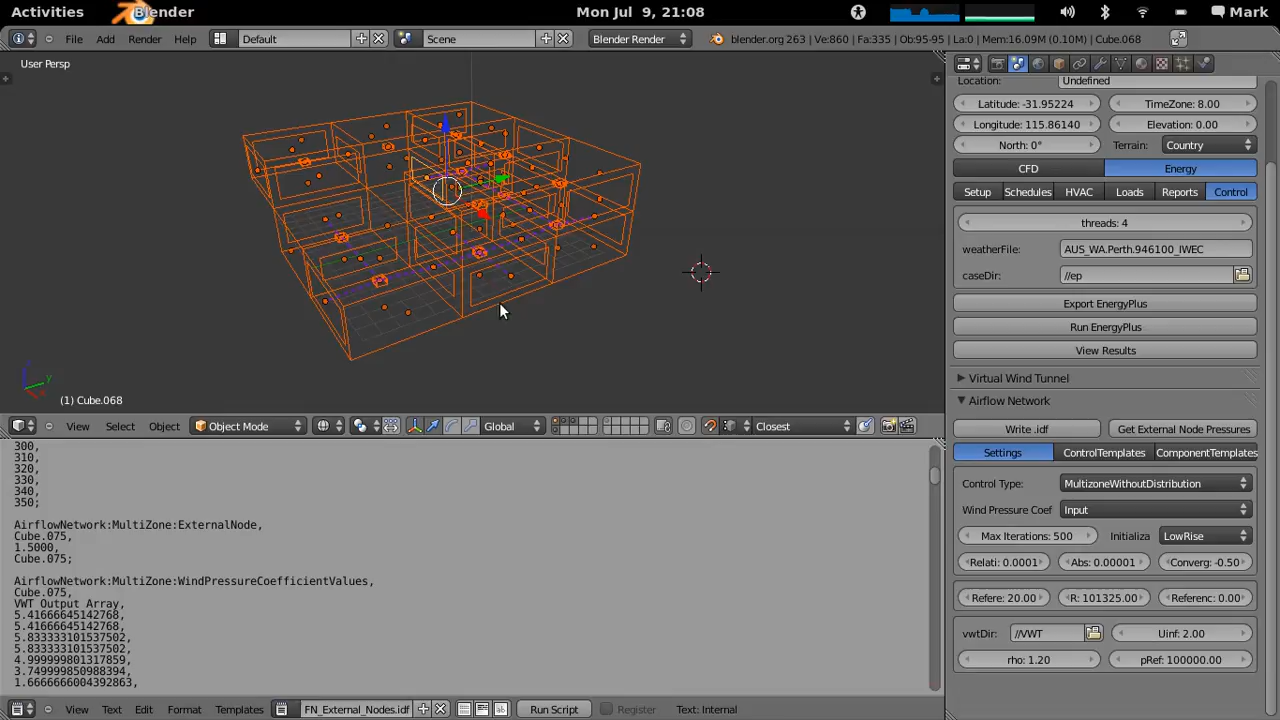 Activities Blender Mon Jul 9, 21:08 Mark
File Add Render Help Default Scene Blender Render blender.org 263 | Ve:860 | Fa:335 | Ob:95-95 | La:0 | Mem:16.09M (0.10M) | Cube.068
User Persp
Location: Undefined
Latitude: -31.95224 TimeZone: 8.00
Longitude: 115.86140 Elevation: 0.00
North: 0° Terrain: Country
CFD Energy
Setup Schedules HVAC Loads Reports Control
threads: 4
weatherFile: AUS_WA.Perth.946100_IWEC
caseDir: //ep
Export EnergyPlus
Run EnergyPlus
View Results
Virtual Wind Tunnel
Airflow Network
Write .idf Get External Node Pressures
Settings ControlTemplates ComponentTemplates
Control Type: MultizoneWithoutDistribution
Wind Pressure Coef Input
Max Iterations: 500 Initializa LowRise
Relati: 0.0001 Abs: 0.00001 Converg: -0.50
Refere: 20.00 R: 101325.00 Referenc: 0.00
vwtDir: //VWT Uinf: 2.00
rho: 1.20 pRef: 100000.00
z y
(1) Cube.068
View Select Object Object Mode Global Closest
300,
310,
320,
330,
340,
350;
AirflowNetwork:MultiZone:ExternalNode,
Cube.075,
1.5000,
Cube.075;
AirflowNetwork:MultiZone:WindPressureCoefficientValues,
Cube.075,
VWT Output Array,
5.41666645142768,
5.41666645142768,
5.833333101537502,
5.833333101537502,
4.999999801317859,
3.749999850988394,
1.6666666004392863,
View Text Edit Format Templates FN_External_Nodes.idf Run Script Register Text: Internal